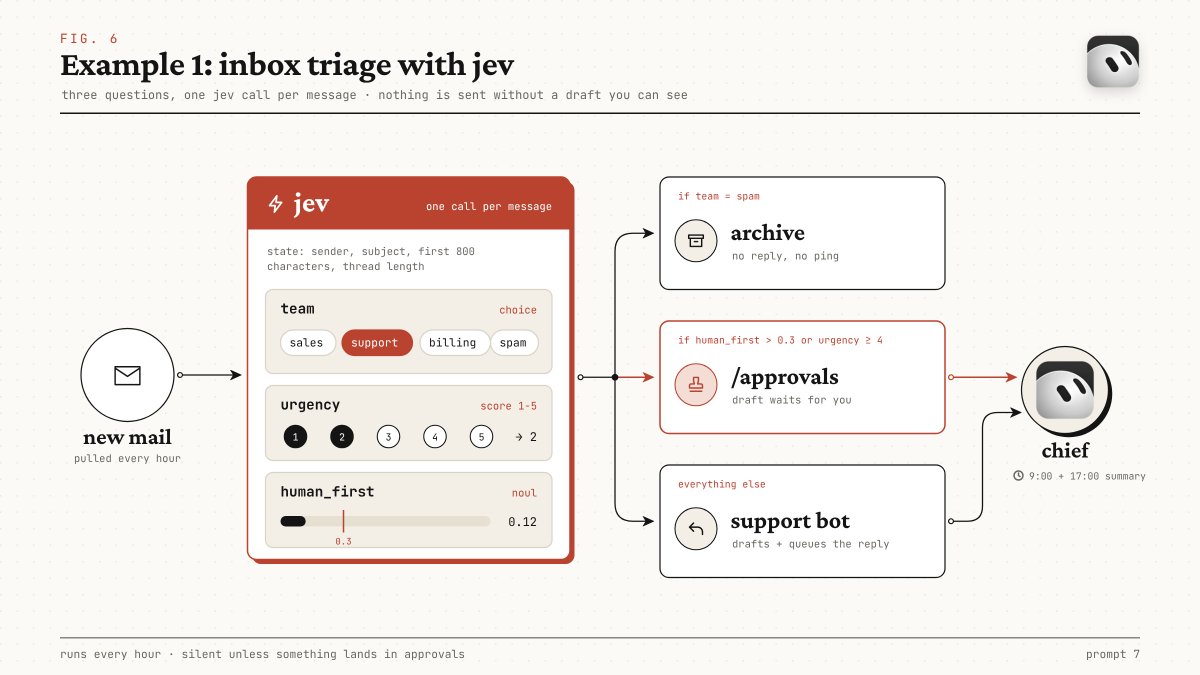 FIG. 6
Example 1: inbox triage with jev
three questions, one jev call per message · nothing is sent without a draft you can see
new mail
pulled every hour
jev
one call per message
state: sender, subject, first 800
characters, thread length
team
choice
sales support billing spam
urgency
score 1-5
1 2 3 4 5 → 2
human_first
noul
0.12
0.3
if team = spam
archive
no reply, no ping
if human_first > 0.3 or urgency ≥ 4
/approvals
draft waits for you
everything else
support bot
drafts + queues the reply
chief
9:00 + 17:00 summary
runs every hour · silent unless something lands in approvals
prompt 7